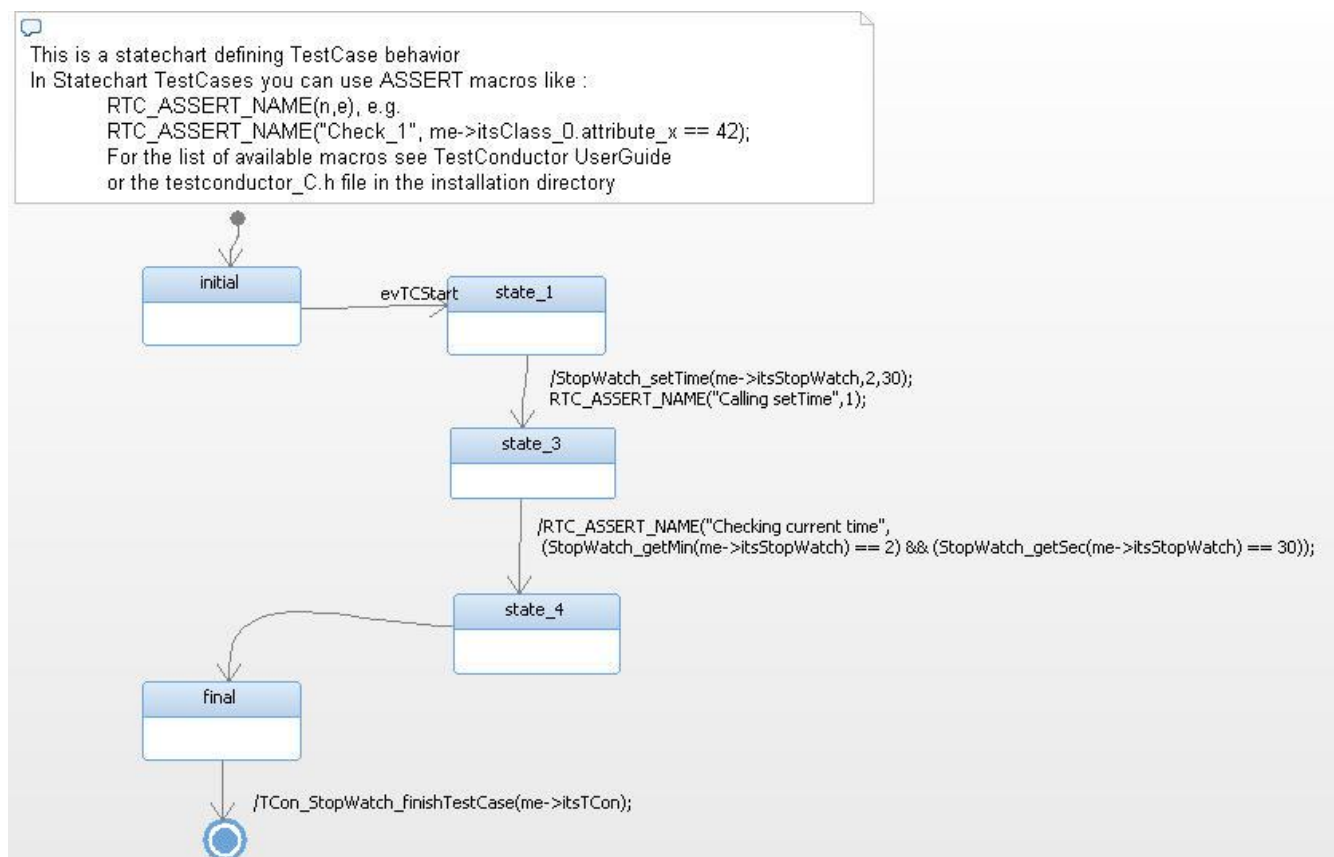 This is a statechart defining TestCase behavior
In Statechart TestCases you can use ASSERT macros like :
RTC_ASSERT_NAME(n,e), e.g.
RTC_ASSERT_NAME("Check_1", me->itsClass_0.attribute_x == 42);
For the list of available macros see TestConductor UserGuide
or the testconductor_C.h file in the installation directory
initial
evTCStart
state_1
/StopWatch_setTime(me->itsStopWatch,2,30);
RTC_ASSERT_NAME("Calling setTime",1);
state_3
/RTC_ASSERT_NAME("Checking current time",
(StopWatch_getMin(me->itsStopWatch) == 2) && (StopWatch_getSec(me->itsStopWatch) == 30));
state_4
final
/TCon_StopWatch_finishTestCase(me->itsTCon);